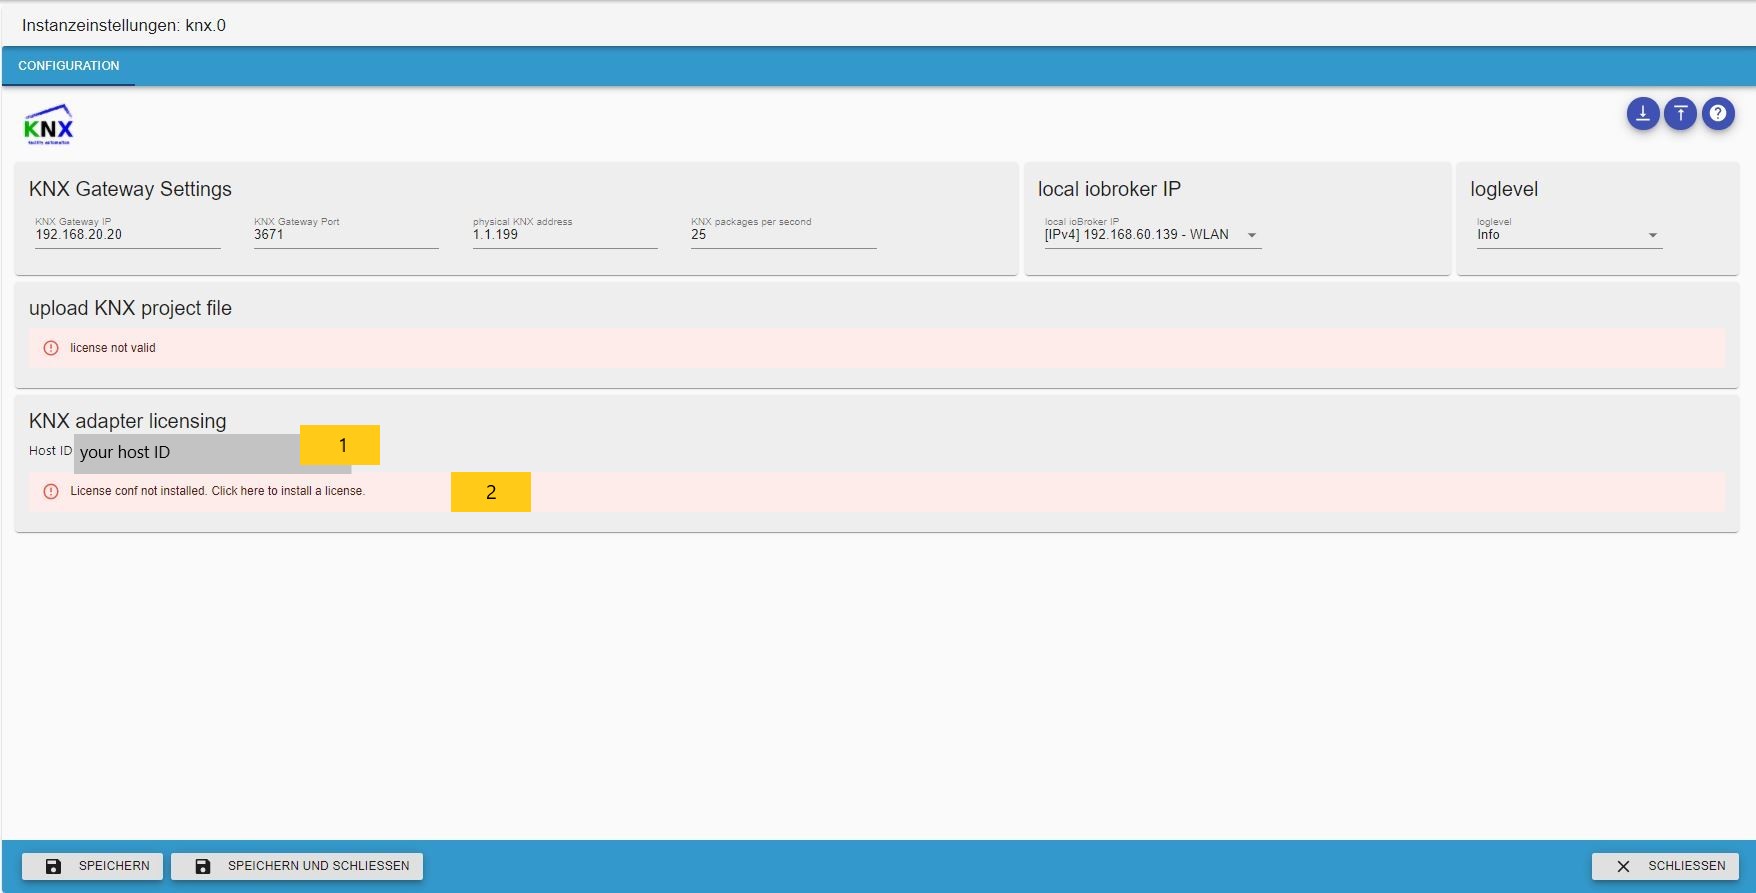 Instanzeinstellungen: knx.0
CONFIGURATION
KNX
facility automation
KNX Gateway Settings
KNX Gateway IP
192.168.20.20
KNX Gateway Port
3671
physical KNX address
1.1.199
KNX packages per second
25
local iobroker IP
local ioBroker IP
[IPv4] 192.168.60.139 - WLAN
loglevel
loglevel
Info
upload KNX project file
license not valid
KNX adapter licensing
Host ID your host ID 1
License conf not installed. Click here to install a license. 2
SPEICHERN
SPEICHERN UND SCHLIESSEN
SCHLIESSEN